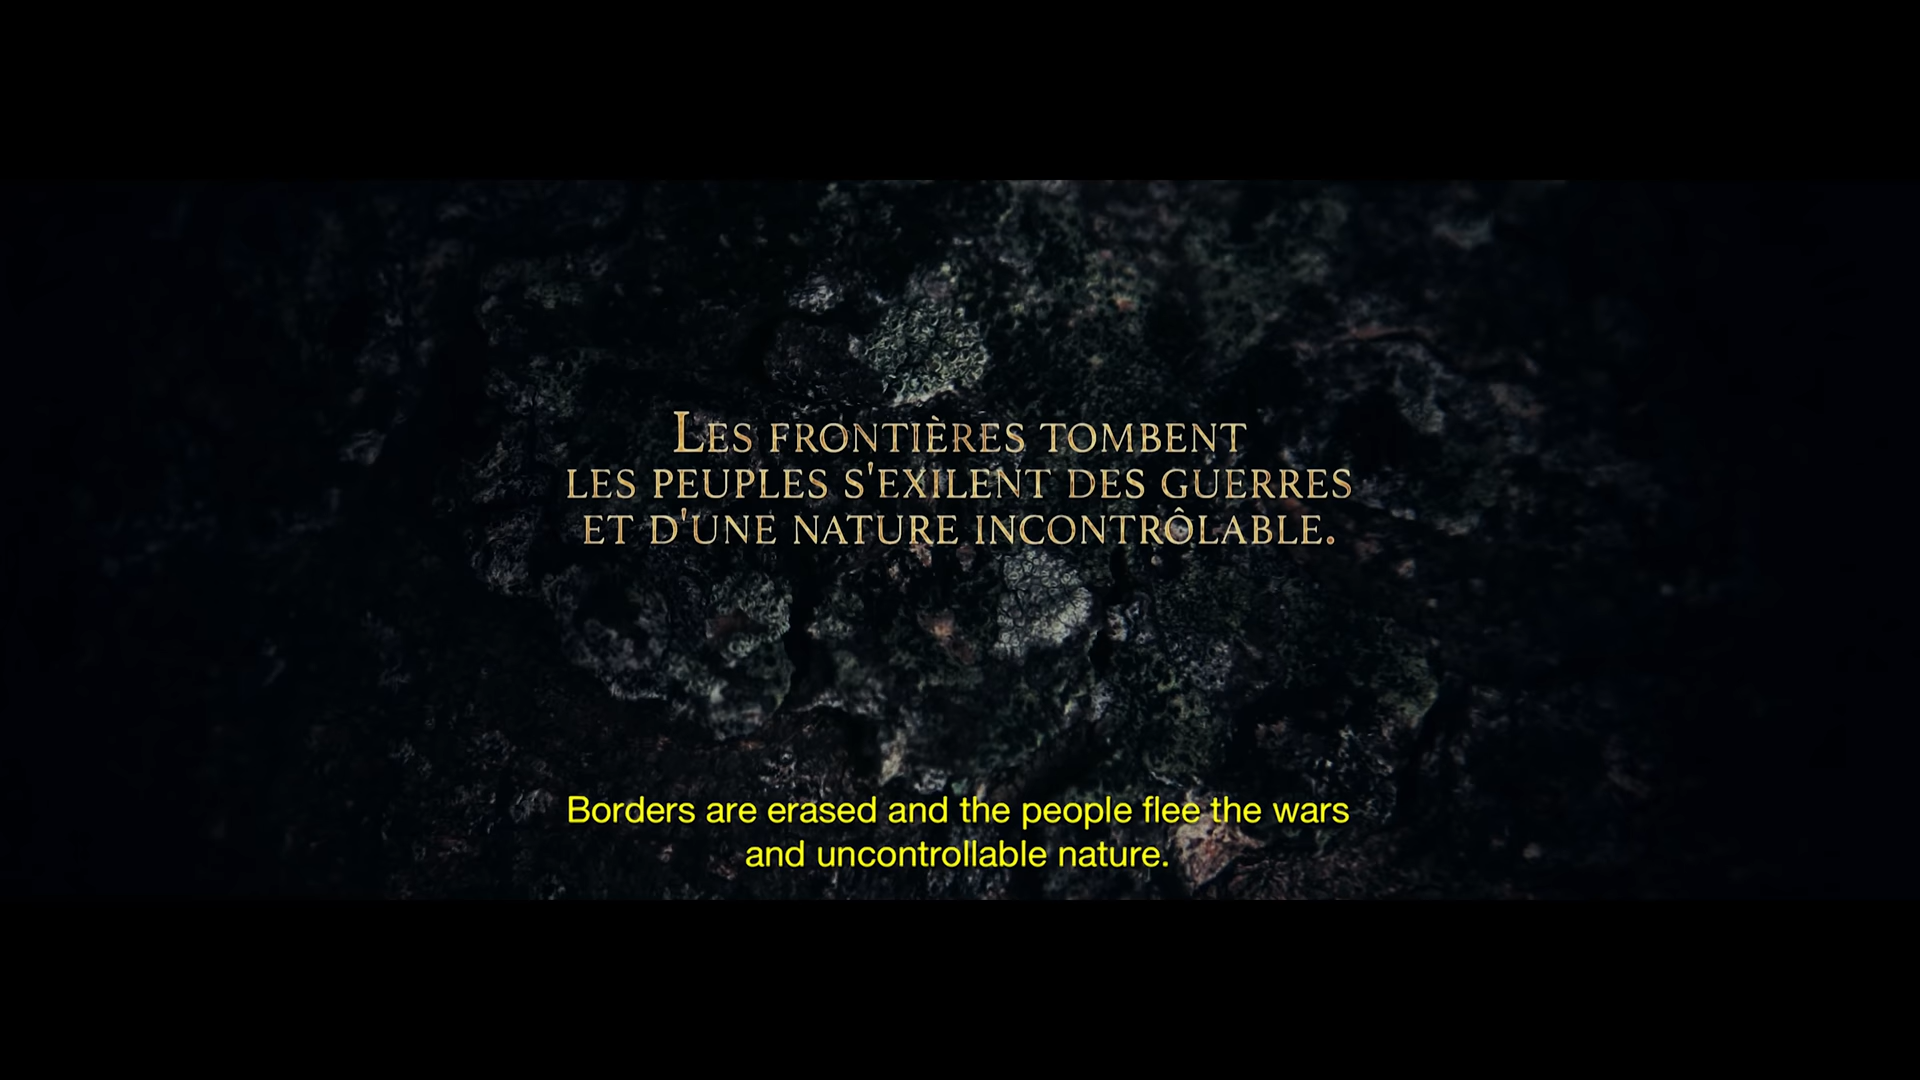 LES FRONTIÈRES TOMBENT
LES PEUPLES S'EXILENT DES GUERRES
ET D'UNE NATURE INCONTRÔLABLE.
Borders are erased and the people flee the wars
and uncontrollable nature.